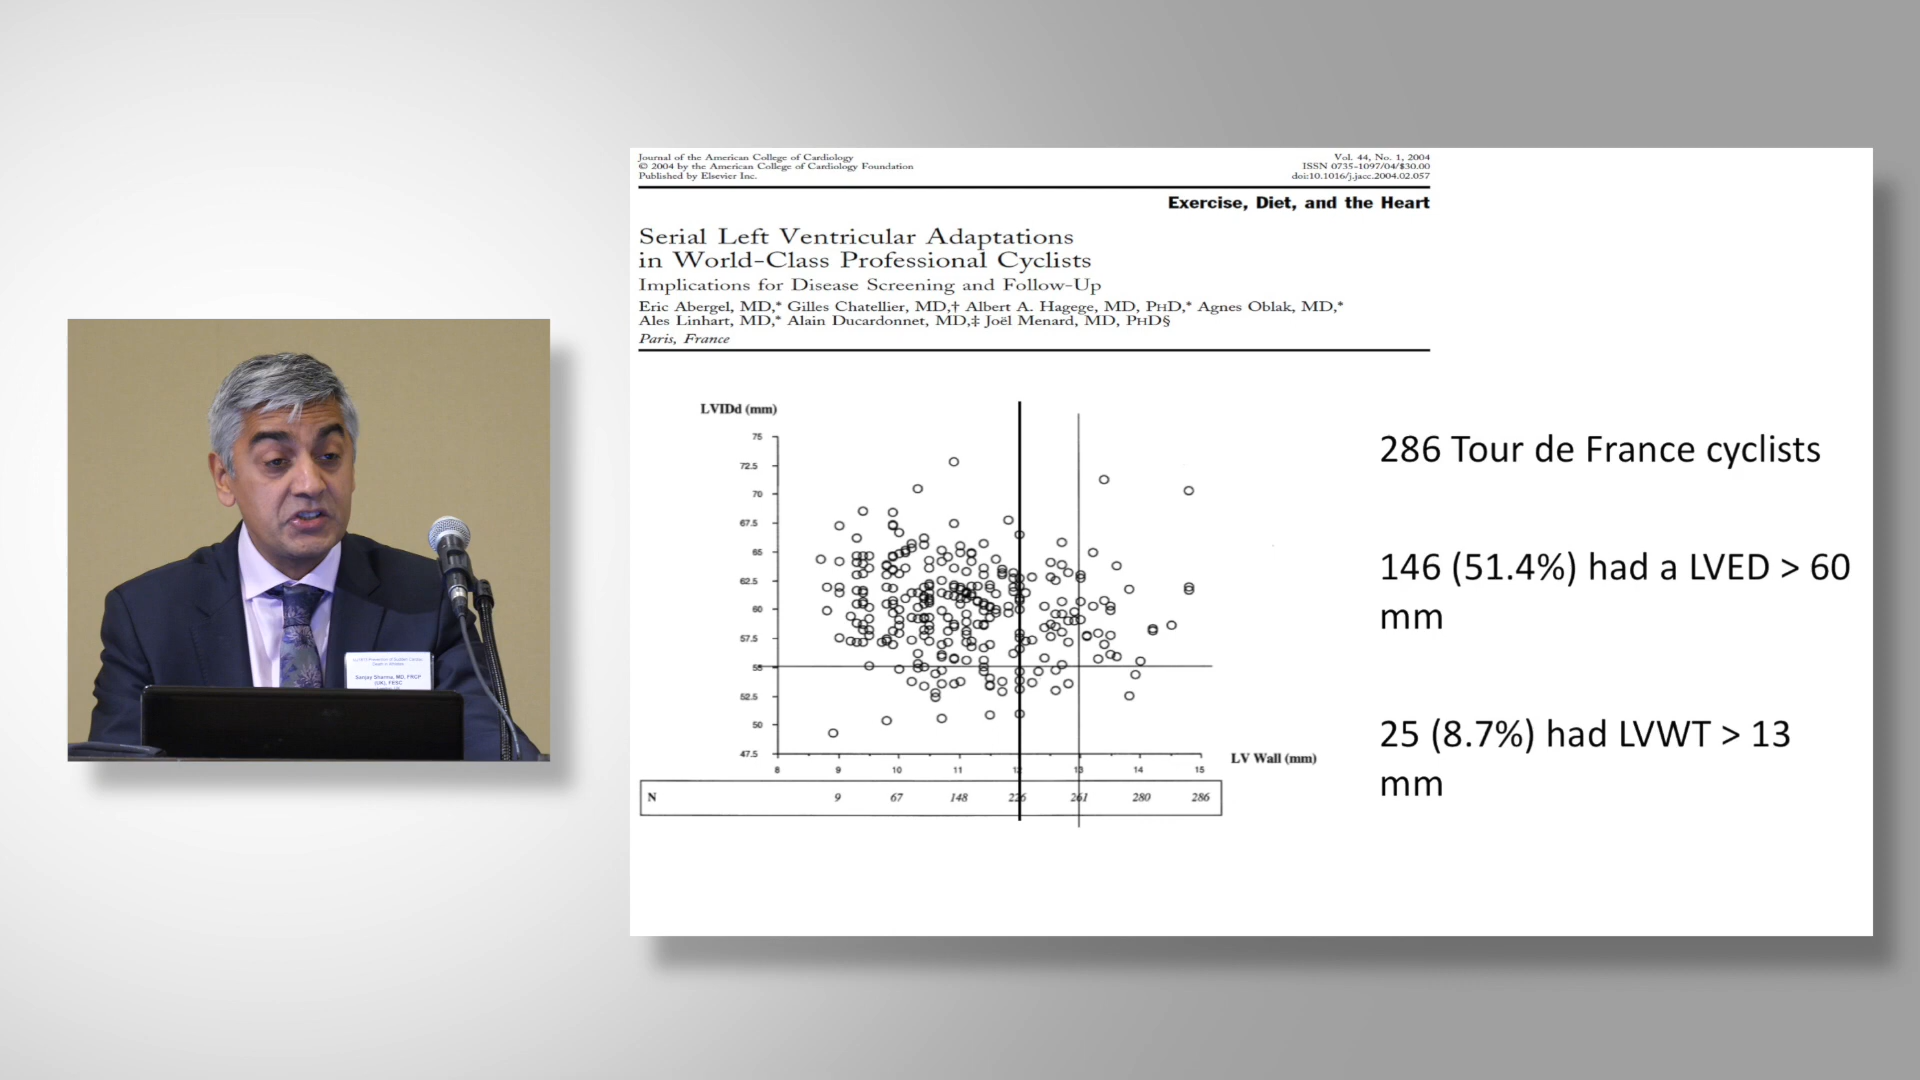 Journal of the American College of Cardiology
© 2004 by the American College of Cardiology Foundation
Published by Elsevier Inc.
Vol. 44, No. 1, 2004
ISSN 0735-1097/04/$30.00
doi:10.1016/j.jacc.2004.02.057
Exercise, Diet, and the Heart
Serial Left Ventricular Adaptations
in World-Class Professional Cyclists
Implications for Disease Screening and Follow-Up
Eric Abergel, MD,* Gilles Chatellier, MD,† Albert A. Hagege, MD, PHD,* Agnes Oblak, MD,*
Ales Linhart, MD,* Alain Ducardonnet, MD,‡ Joël Menard, MD, PHD§
Paris, France
LVIDd (mm)
75
72.5
70
67.5
65
62.5
60
57.5
55
52.5
50
47.5
8 9 10 11 12 13 14 15
LV Wall (mm)
N 9 67 148 226 261 280 286
286 Tour de France cyclists
146 (51.4%) had a LVED > 60
mm
25 (8.7%) had LVWT > 13
mm
Sanjay Sharma, MD, FRCP
(UK), FESC